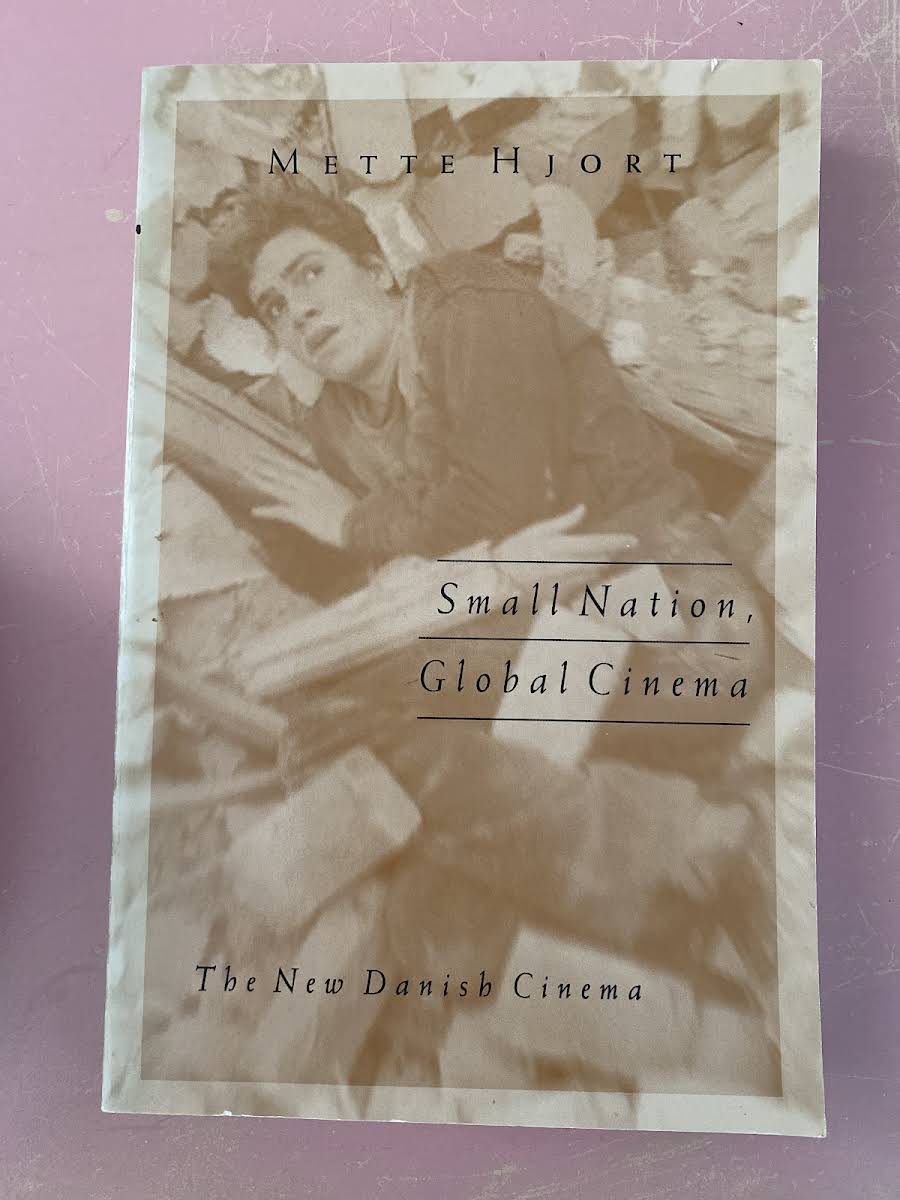 METTE HJORT
Small Nation,
Global Cinema
The New Danish Cinema